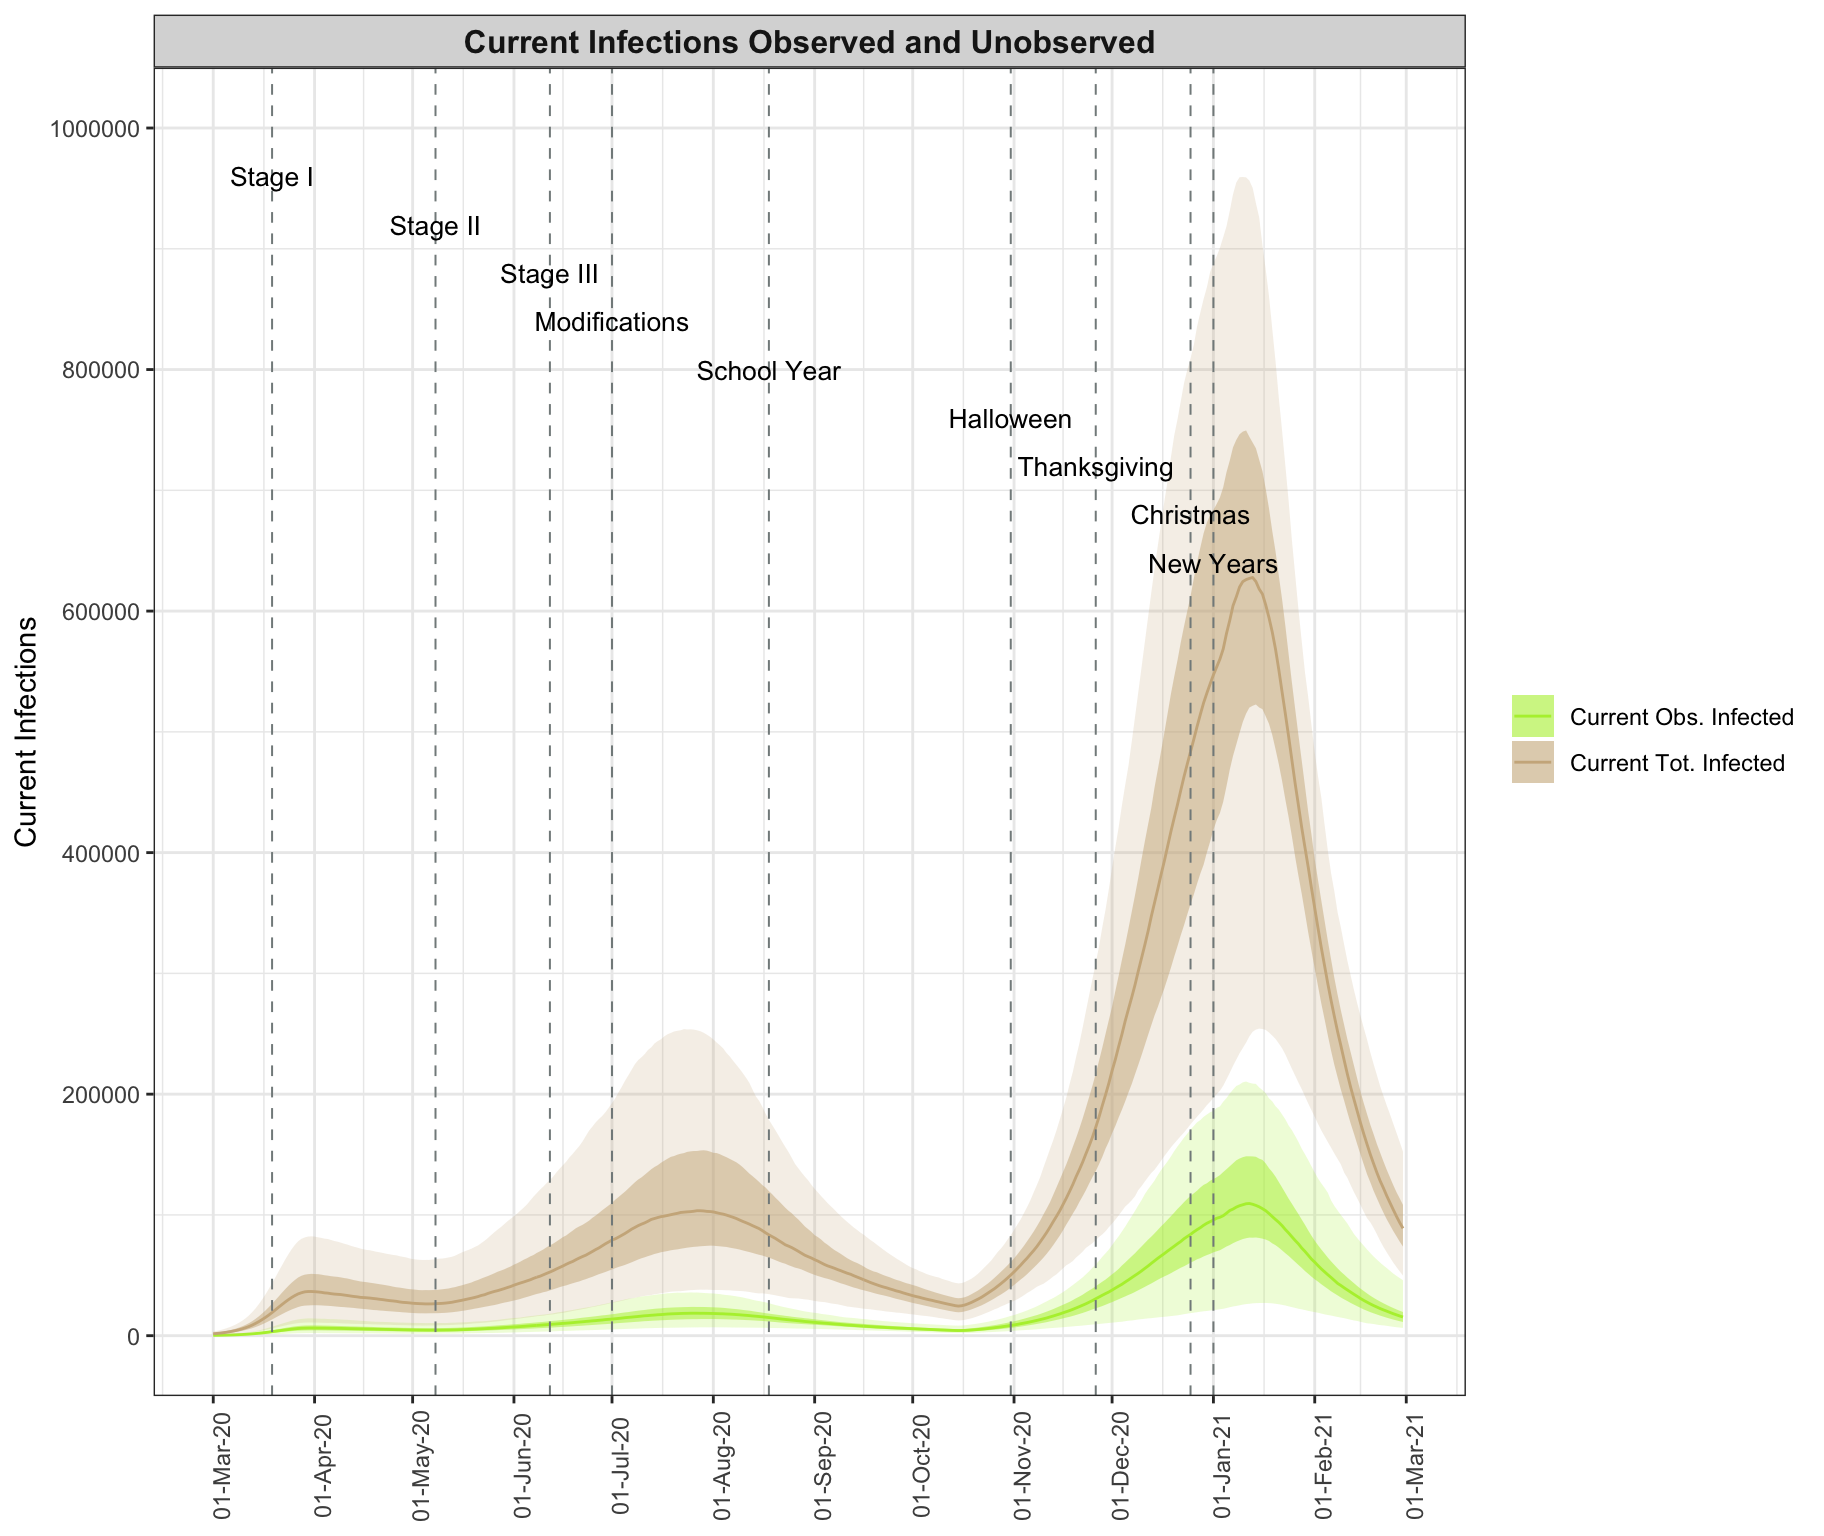 Current Infections Observed and Unobserved
1000000
Stage I
Stage II
Stage III
Modifications
800000
School Year
Halloween
Thanksgiving
Christmas
New Years
600000
Current Infections
Current Obs. Infected
Current Tot. Infected
400000
200000
0
01-Mar-20
01-Apr-20
01-May-20
01-Jun-20
01-Jul-20
01-Aug-20
01-Sep-20
01-Oct-20
01-Nov-20
01-Dec-20
01-Jan-21
01-Feb-21
01-Mar-21